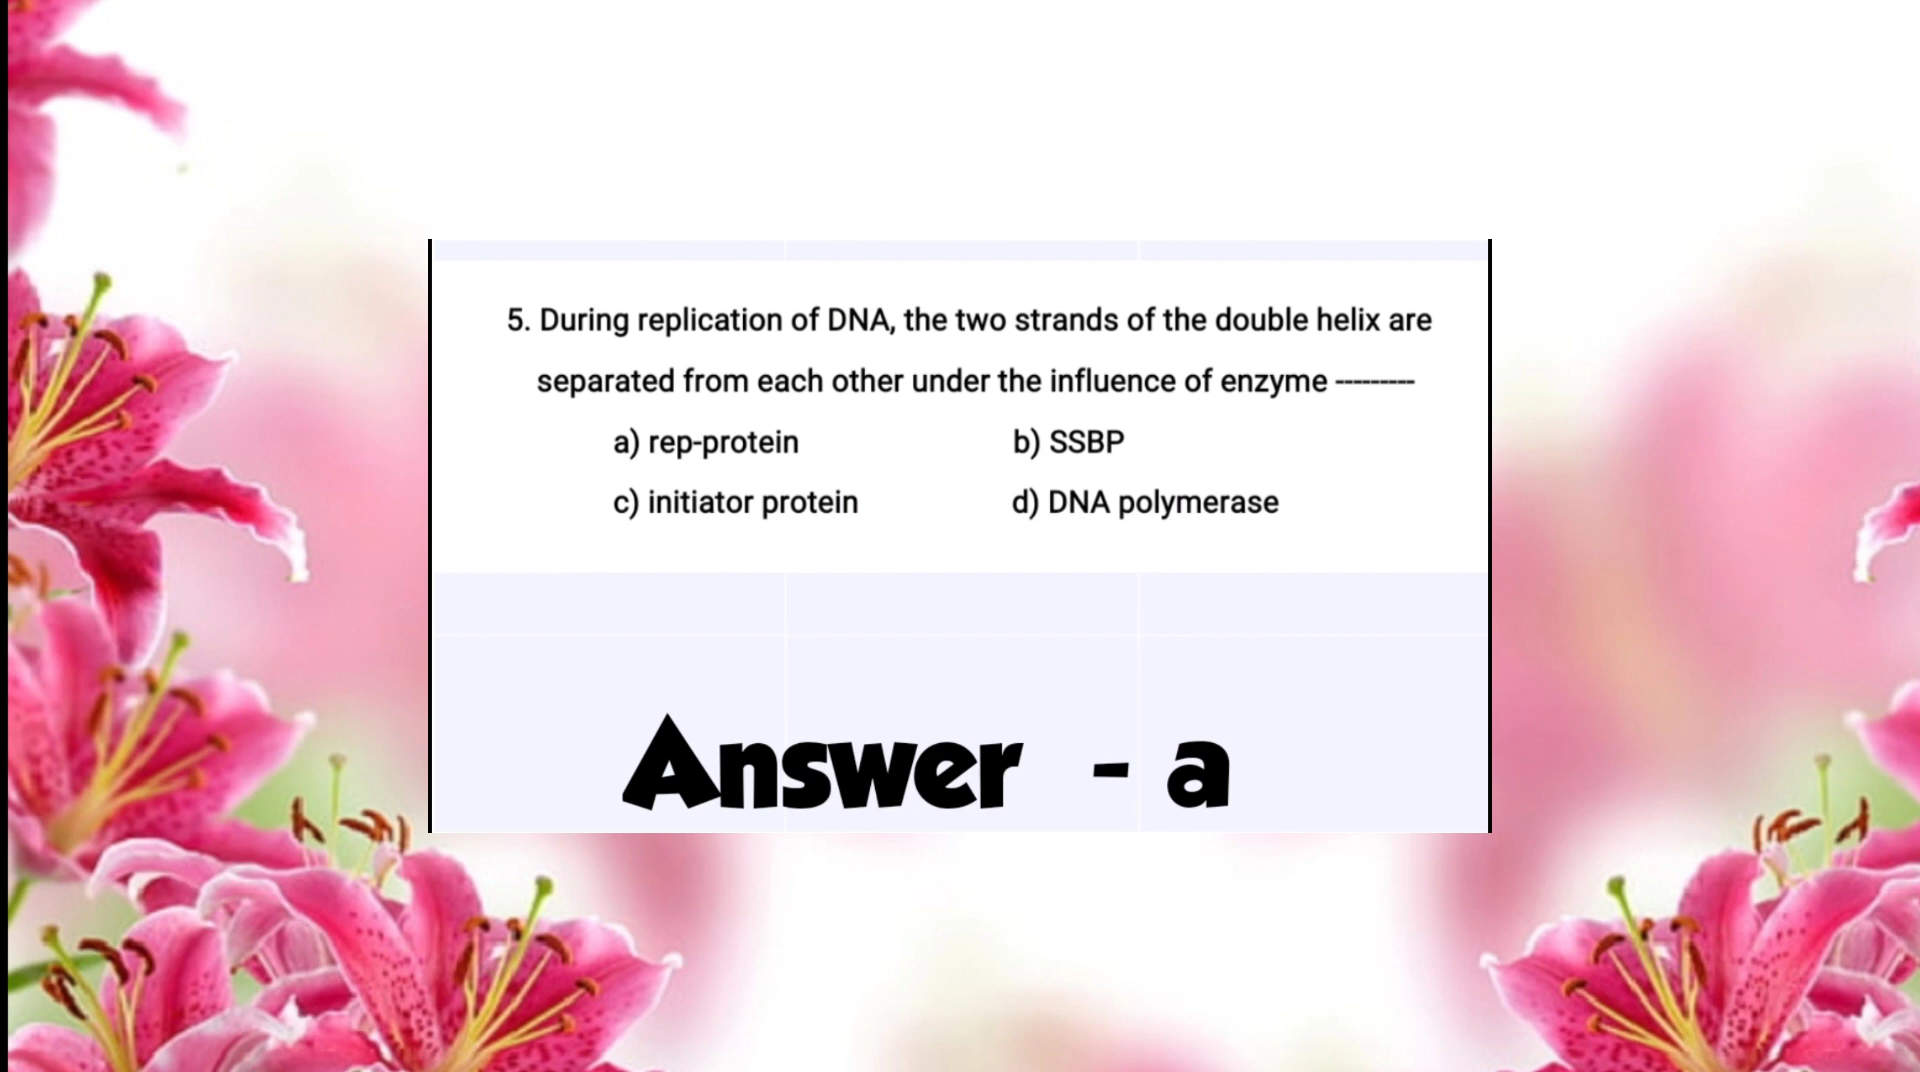 5. During replication of DNA, the two strands of the double helix are
separated from each other under the influence of enzyme ---------
a) rep-protein b) SSBP
c) initiator protein d) DNA polymerase
Answer - a